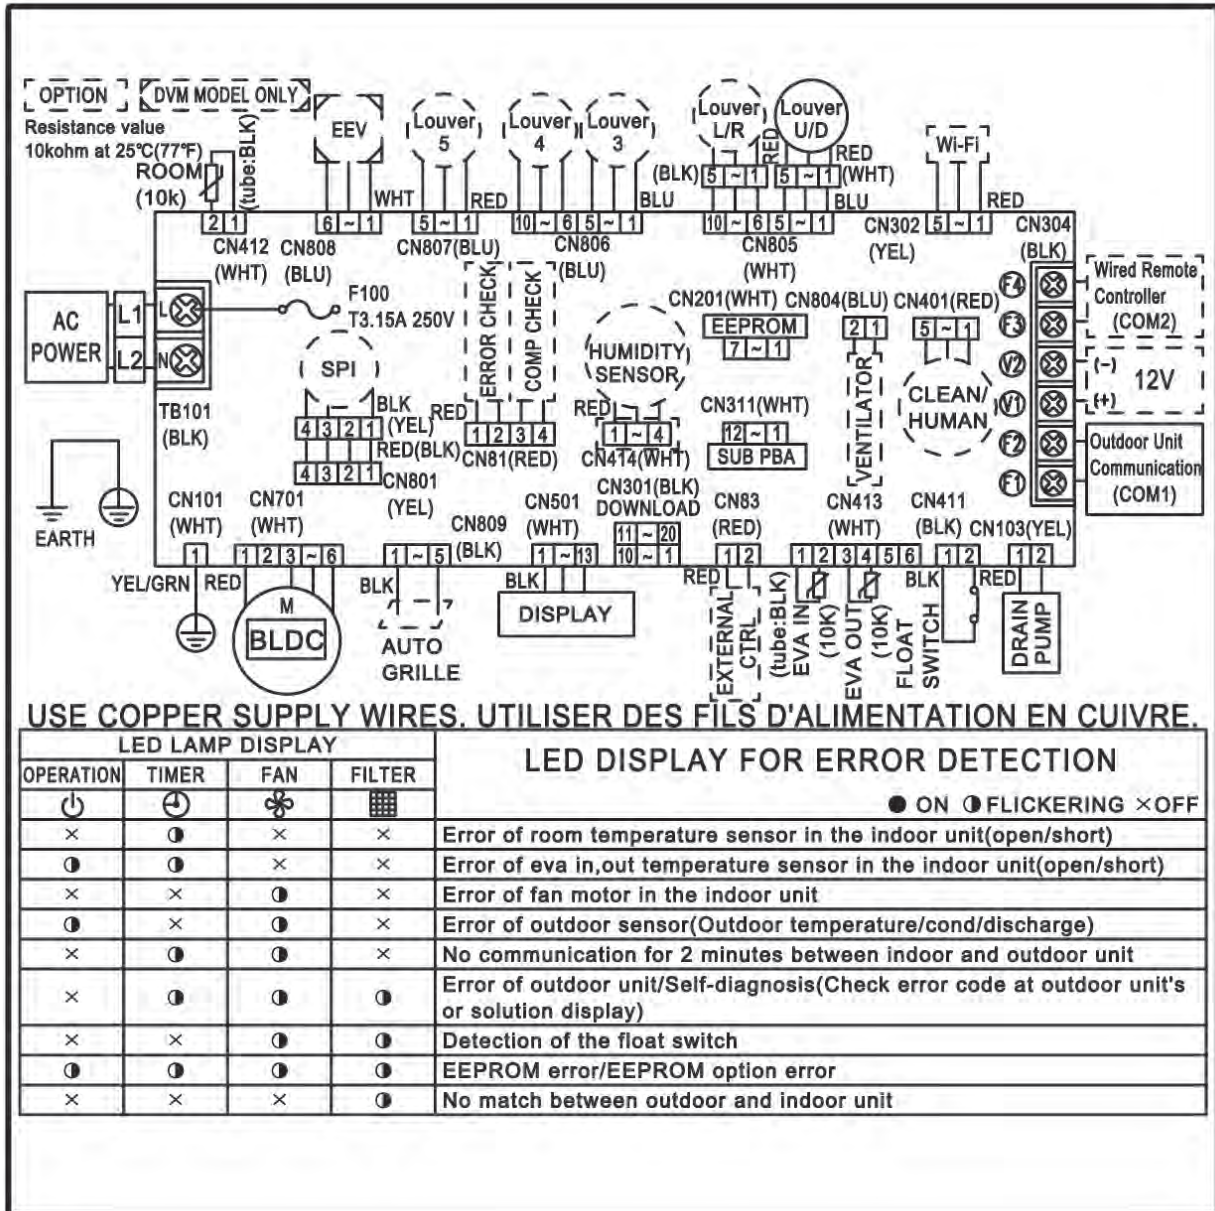 OPTION DVM MODEL ONLY
Resistance value
10kohm at 25℃(77℉)
ROOM
(10k)
(tube:BLK)
EEV
Louver
5
Louver
4
Louver
3
Louver
L/R
Louver
U/D
Wi-Fi
RED
RED
(BLK) 5 ~ 1 5 ~ 1 (WHT)
WHT RED BLU BLU RED
2 1 6 ~ 1 5 ~ 1 10 ~ 6 5 ~ 1 10 ~ 6 5 ~ 1 5 ~ 1
CN412
(WHT)
CN808
(BLU)
CN807(BLU)
CN806
(BLU)
CN805
(WHT)
CN302
(YEL)
CN304
(BLK)
AC
POWER
L1 L
L2 N
TB101
(BLK)
F100
T3.15A 250V
SPI
BLK
4 3 2 1 (YEL)
RED(BLK)
4 3 2 1 CN801
(YEL)
ERROR CHECK
COMP CHECK
RED
1 2 3 4
CN81(RED)
HUMIDITY
SENSOR
RED
1 ~ 4
CN414(WHT)
CN201(WHT)
EEPROM
7 ~ 1
CN311(WHT)
12 ~ 1
SUB PBA
CN804(BLU)
2 1
VENTILATOR
CN401(RED)
5 ~ 1
CLEAN/
HUMAN
F4
F3
V2
V1
F2
F1
Wired Remote
Controller
(COM2)
(-)
12V
(+)
Outdoor Unit
Communication
(COM1)
EARTH
CN101
(WHT)
1
YEL/GRN
CN701
(WHT)
1 2 3 ~ 6
RED
M
BLDC
CN809
(BLK)
1 ~ 5
BLK
AUTO
GRILLE
CN501
(WHT)
1 ~ 13
BLK
DISPLAY
CN301(BLK)
DOWNLOAD
11 ~ 20
10 ~ 1
CN83
(RED)
1 2
RED
EXTERNAL
CTRL
CN413
(WHT)
1 2 3 4 5 6
(tube:BLK)
EVA IN
(10K)
EVA OUT
(10K)
CN411
(BLK)
1 2
BLK
FLOAT
SWITCH
CN103(YEL)
1 2
RED
DRAIN
PUMP
USE COPPER SUPPLY WIRES. UTILISER DES FILS D'ALIMENTATION EN CUIVRE.
LED LAMP DISPLAY
OPERATION TIMER FAN FILTER
LED DISPLAY FOR ERROR DETECTION
● ON ◑ FLICKERING ×OFF
× ◑ × × Error of room temperature sensor in the indoor unit(open/short)
◑ ◑ × × Error of eva in,out temperature sensor in the indoor unit(open/short)
× × ◑ × Error of fan motor in the indoor unit
◑ × ◑ × Error of outdoor sensor(Outdoor temperature/cond/discharge)
× ◑ ◑ × No communication for 2 minutes between indoor and outdoor unit
× ◑ ◑ ◑ Error of outdoor unit/Self-diagnosis(Check error code at outdoor unit's
or solution display)
× × ◑ ◑ Detection of the float switch
◑ ◑ ◑ ◑ EEPROM error/EEPROM option error
× × × ◑ No match between outdoor and indoor unit